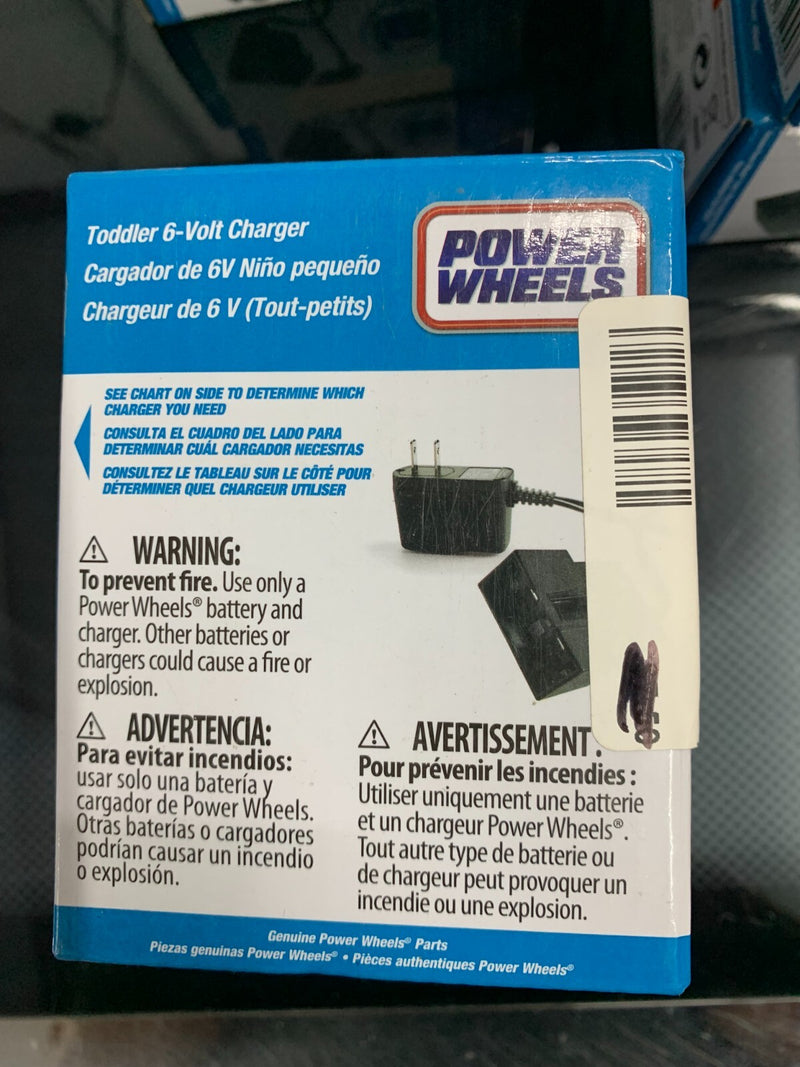 Toddler 6-Volt Charger
Cargador de 6V Niño pequeño
Chargeur de 6 V (Tout-petits)
POWER
WHEELS
SEE CHART ON SIDE TO DETERMINE WHICH
CHARGER YOU NEED
CONSULTA EL CUADRO DEL LADO PARA
DETERMINAR CUÁL CARGADOR NECESITAS
CONSULTEZ LE TABLEAU SUR LE CÔTÉ POUR
DÉTERMINER QUEL CHARGEUR UTILISER
WARNING:
To prevent fire. Use only a
Power Wheels® battery and
charger. Other batteries or
chargers could cause a fire or
explosion.
ADVERTENCIA:
Para evitar incendios:
usar solo una batería y
cargador de Power Wheels.
Otras baterías o cargadores
podrían causar un incendio
o explosión.
AVERTISSEMENT :
Pour prévenir les incendies :
Utiliser uniquement une batterie
et un chargeur Power Wheels®.
Tout autre type de batterie ou
de chargeur peut provoquer un
incendie ou une explosion.
Genuine Power Wheels® Parts
Piezas genuinas Power Wheels® • Pièces authentiques Power Wheels®